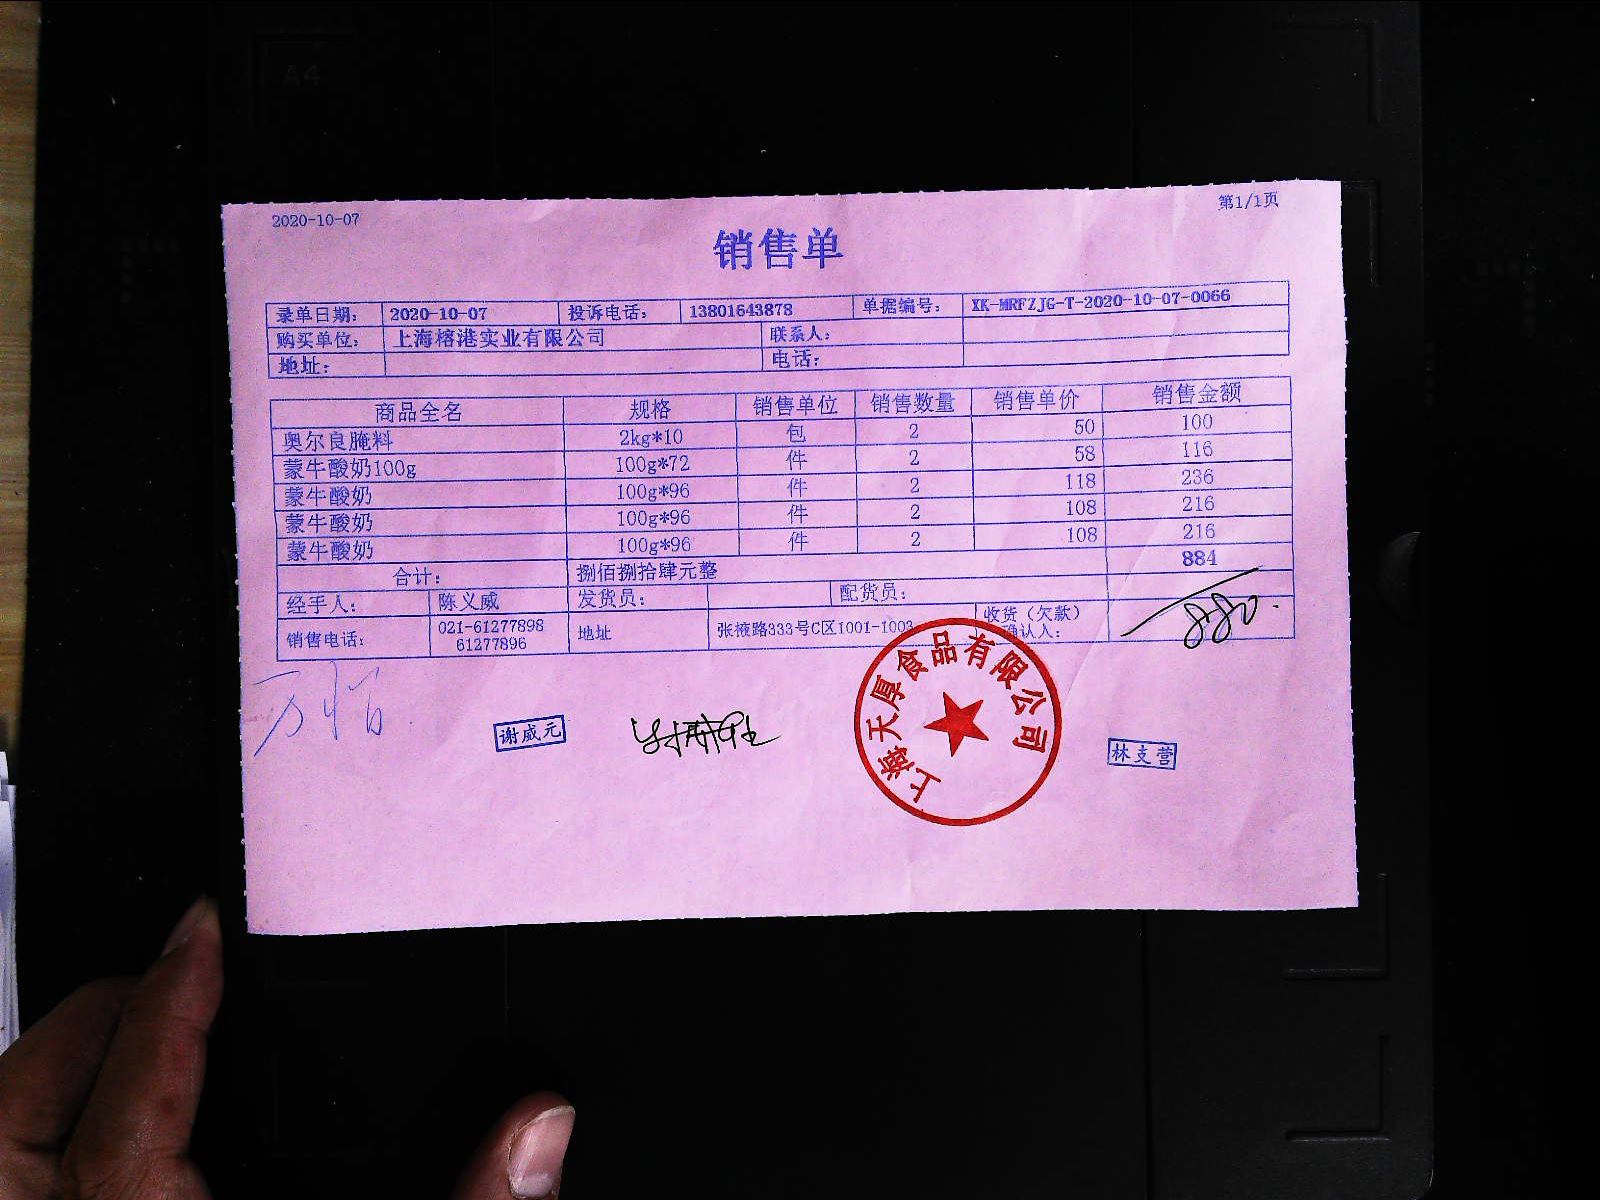 A4
2020-10-07 第1/1页
销售单
录单日期: 2020-10-07 投诉电话: 13801643878 单据编号: XK-MRFZJG-T-2020-10-07-0066
购买单位: 上海榕港实业有限公司 联系人:
地址: 电话:
商品全名 规格 销售单位 销售数量 销售单价 销售金额
奥尔良腌料 2kg*10 包 2 50 100
蒙牛酸奶100g 100g*72 件 2 58 116
蒙牛酸奶 100g*96 件 2 118 236
蒙牛酸奶 100g*96 件 2 108 216
蒙牛酸奶 100g*96 件 2 108 216
合计: 捌佰捌拾肆元整 884
经手人: 陈义威 发货员: 配货员:
销售电话: 021-61277898 61277896 地址 张掖路333号C区1001-1003 收货（欠款）确认人: 880.
谢威元
上海天厚食品有限公司
林支营